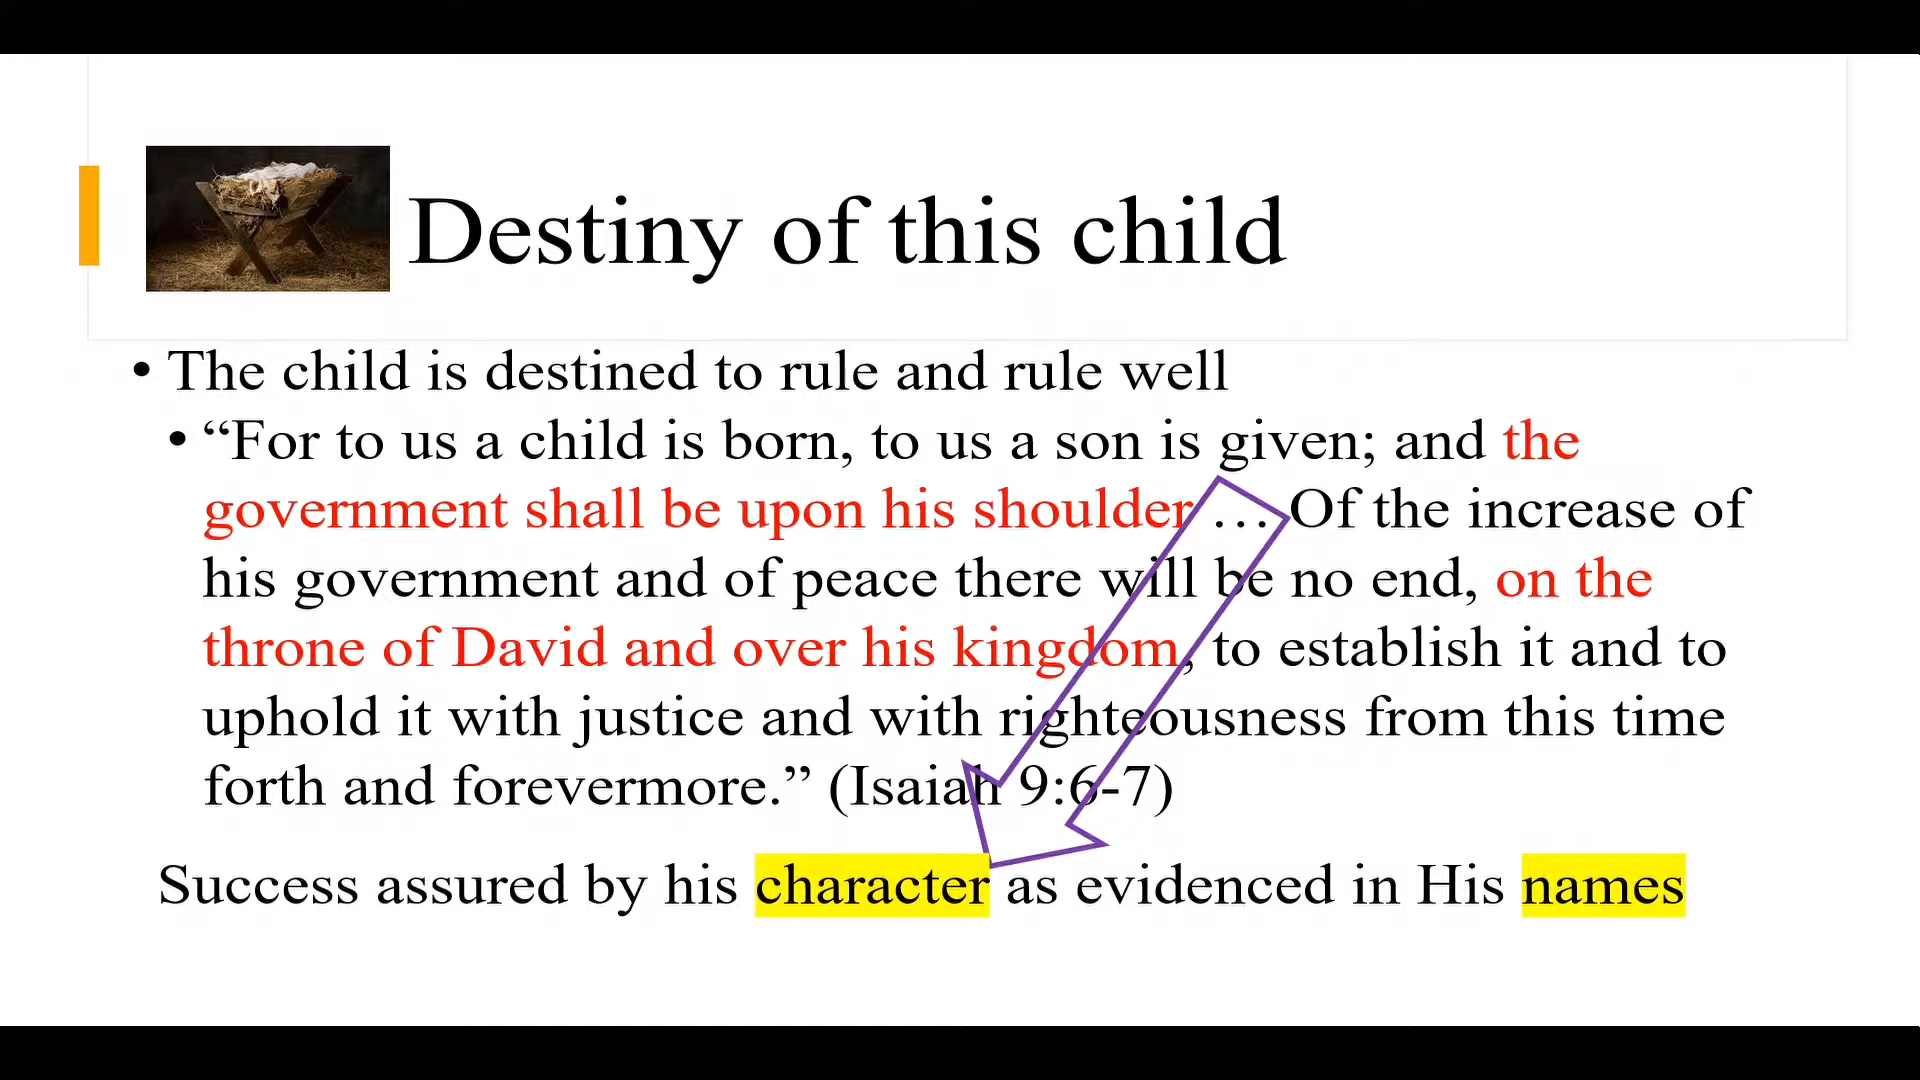 Destiny of this child
• The child is destined to rule and rule well
• “For to us a child is born, to us a son is given; and the
government shall be upon his shoulder … Of the increase of
his government and of peace there will be no end, on the
throne of David and over his kingdom, to establish it and to
uphold it with justice and with righteousness from this time
forth and forevermore.” (Isaiah 9:6-7)
Success assured by his character as evidenced in His names